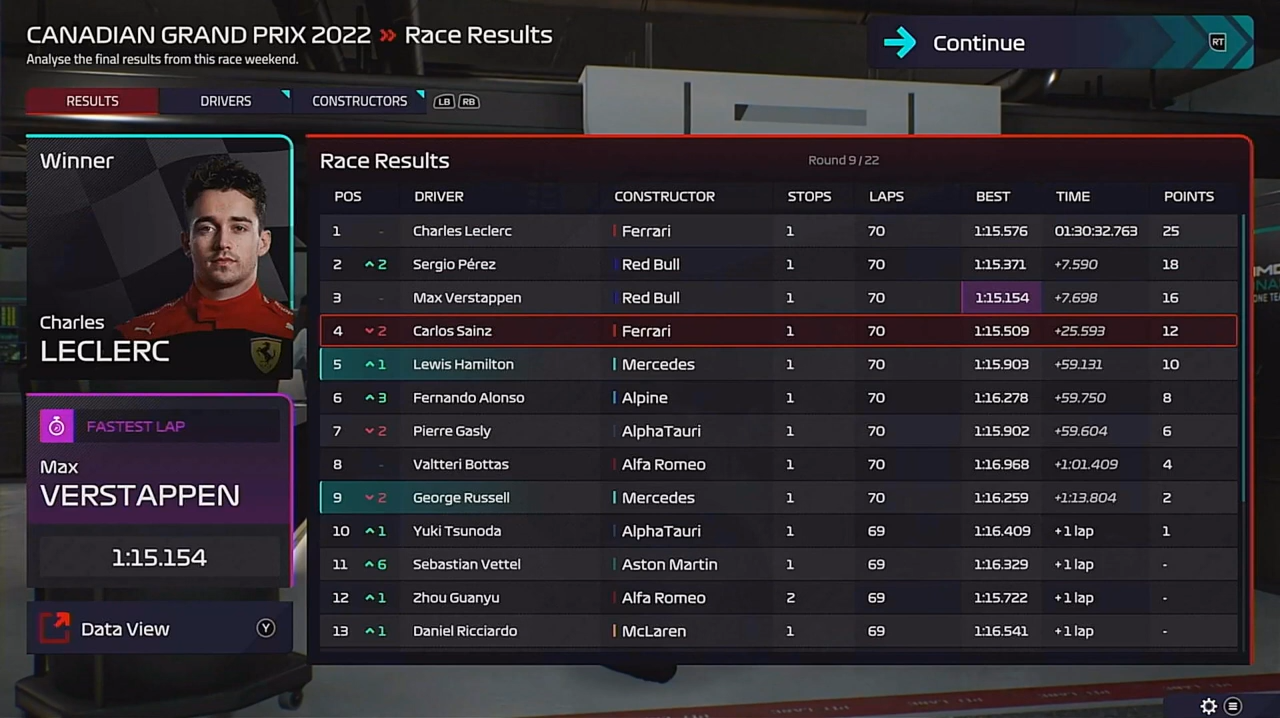 CANADIAN GRAND PRIX 2022 » Race Results
Analyse the final results from this race weekend.
Continue RT
RESULTS DRIVERS CONSTRUCTORS LB RB
Winner
Charles
LECLERC
FASTEST LAP
Max
VERSTAPPEN
1:15.154
Data View Y
Race Results Round 9 / 22
POS DRIVER CONSTRUCTOR STOPS LAPS BEST TIME POINTS
1 - Charles Leclerc Ferrari 1 70 1:15.576 01:30:32.763 25
2 2 Sergio Pérez Red Bull 1 70 1:15.371 +7.590 18
3 - Max Verstappen Red Bull 1 70 1:15.154 +7.698 16
4 2 Carlos Sainz Ferrari 1 70 1:15.509 +25.593 12
5 1 Lewis Hamilton Mercedes 1 70 1:15.903 +59.131 10
6 3 Fernando Alonso Alpine 1 70 1:16.278 +59.750 8
7 2 Pierre Gasly AlphaTauri 1 70 1:15.902 +59.604 6
8 - Valtteri Bottas Alfa Romeo 1 70 1:16.968 +1:01.409 4
9 2 George Russell Mercedes 1 70 1:16.259 +1:13.804 2
10 1 Yuki Tsunoda AlphaTauri 1 69 1:16.409 +1 lap 1
11 6 Sebastian Vettel Aston Martin 1 69 1:16.329 +1 lap -
12 1 Zhou Guanyu Alfa Romeo 2 69 1:15.722 +1 lap -
13 1 Daniel Ricciardo McLaren 1 69 1:16.541 +1 lap -